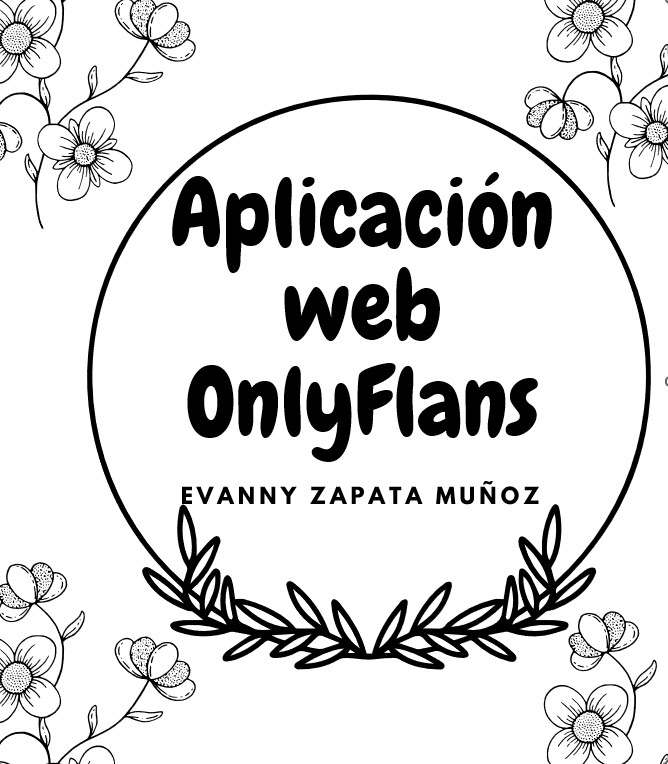 Aplicación
web
OnlyFlans
EVANNY ZAPATA MUÑOZ